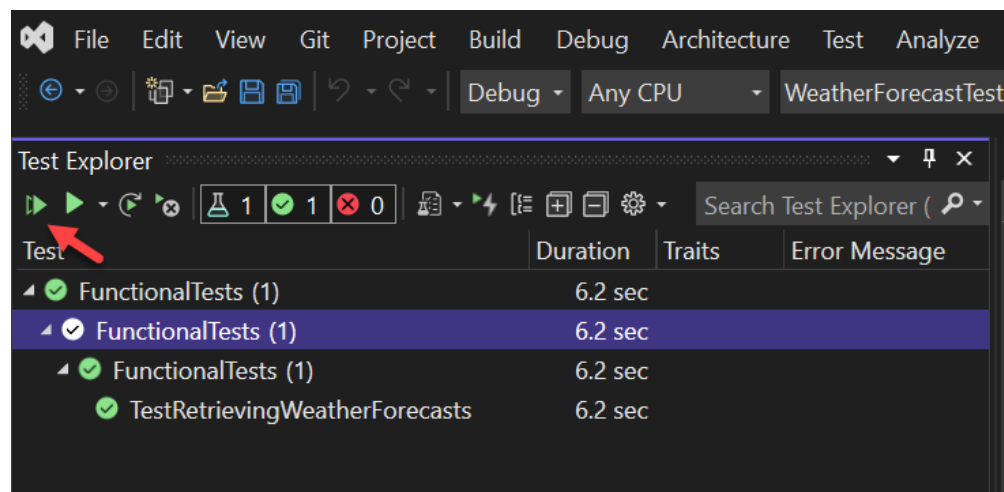 File Edit View Git Project Build Debug Architecture Test Analyze
Debug Any CPU WeatherForecastTest
Test Explorer
1 1 0 Search Test Explorer (
Test Duration Traits Error Message
FunctionalTests (1) 6.2 sec
FunctionalTests (1) 6.2 sec
FunctionalTests (1) 6.2 sec
TestRetrievingWeatherForecasts 6.2 sec